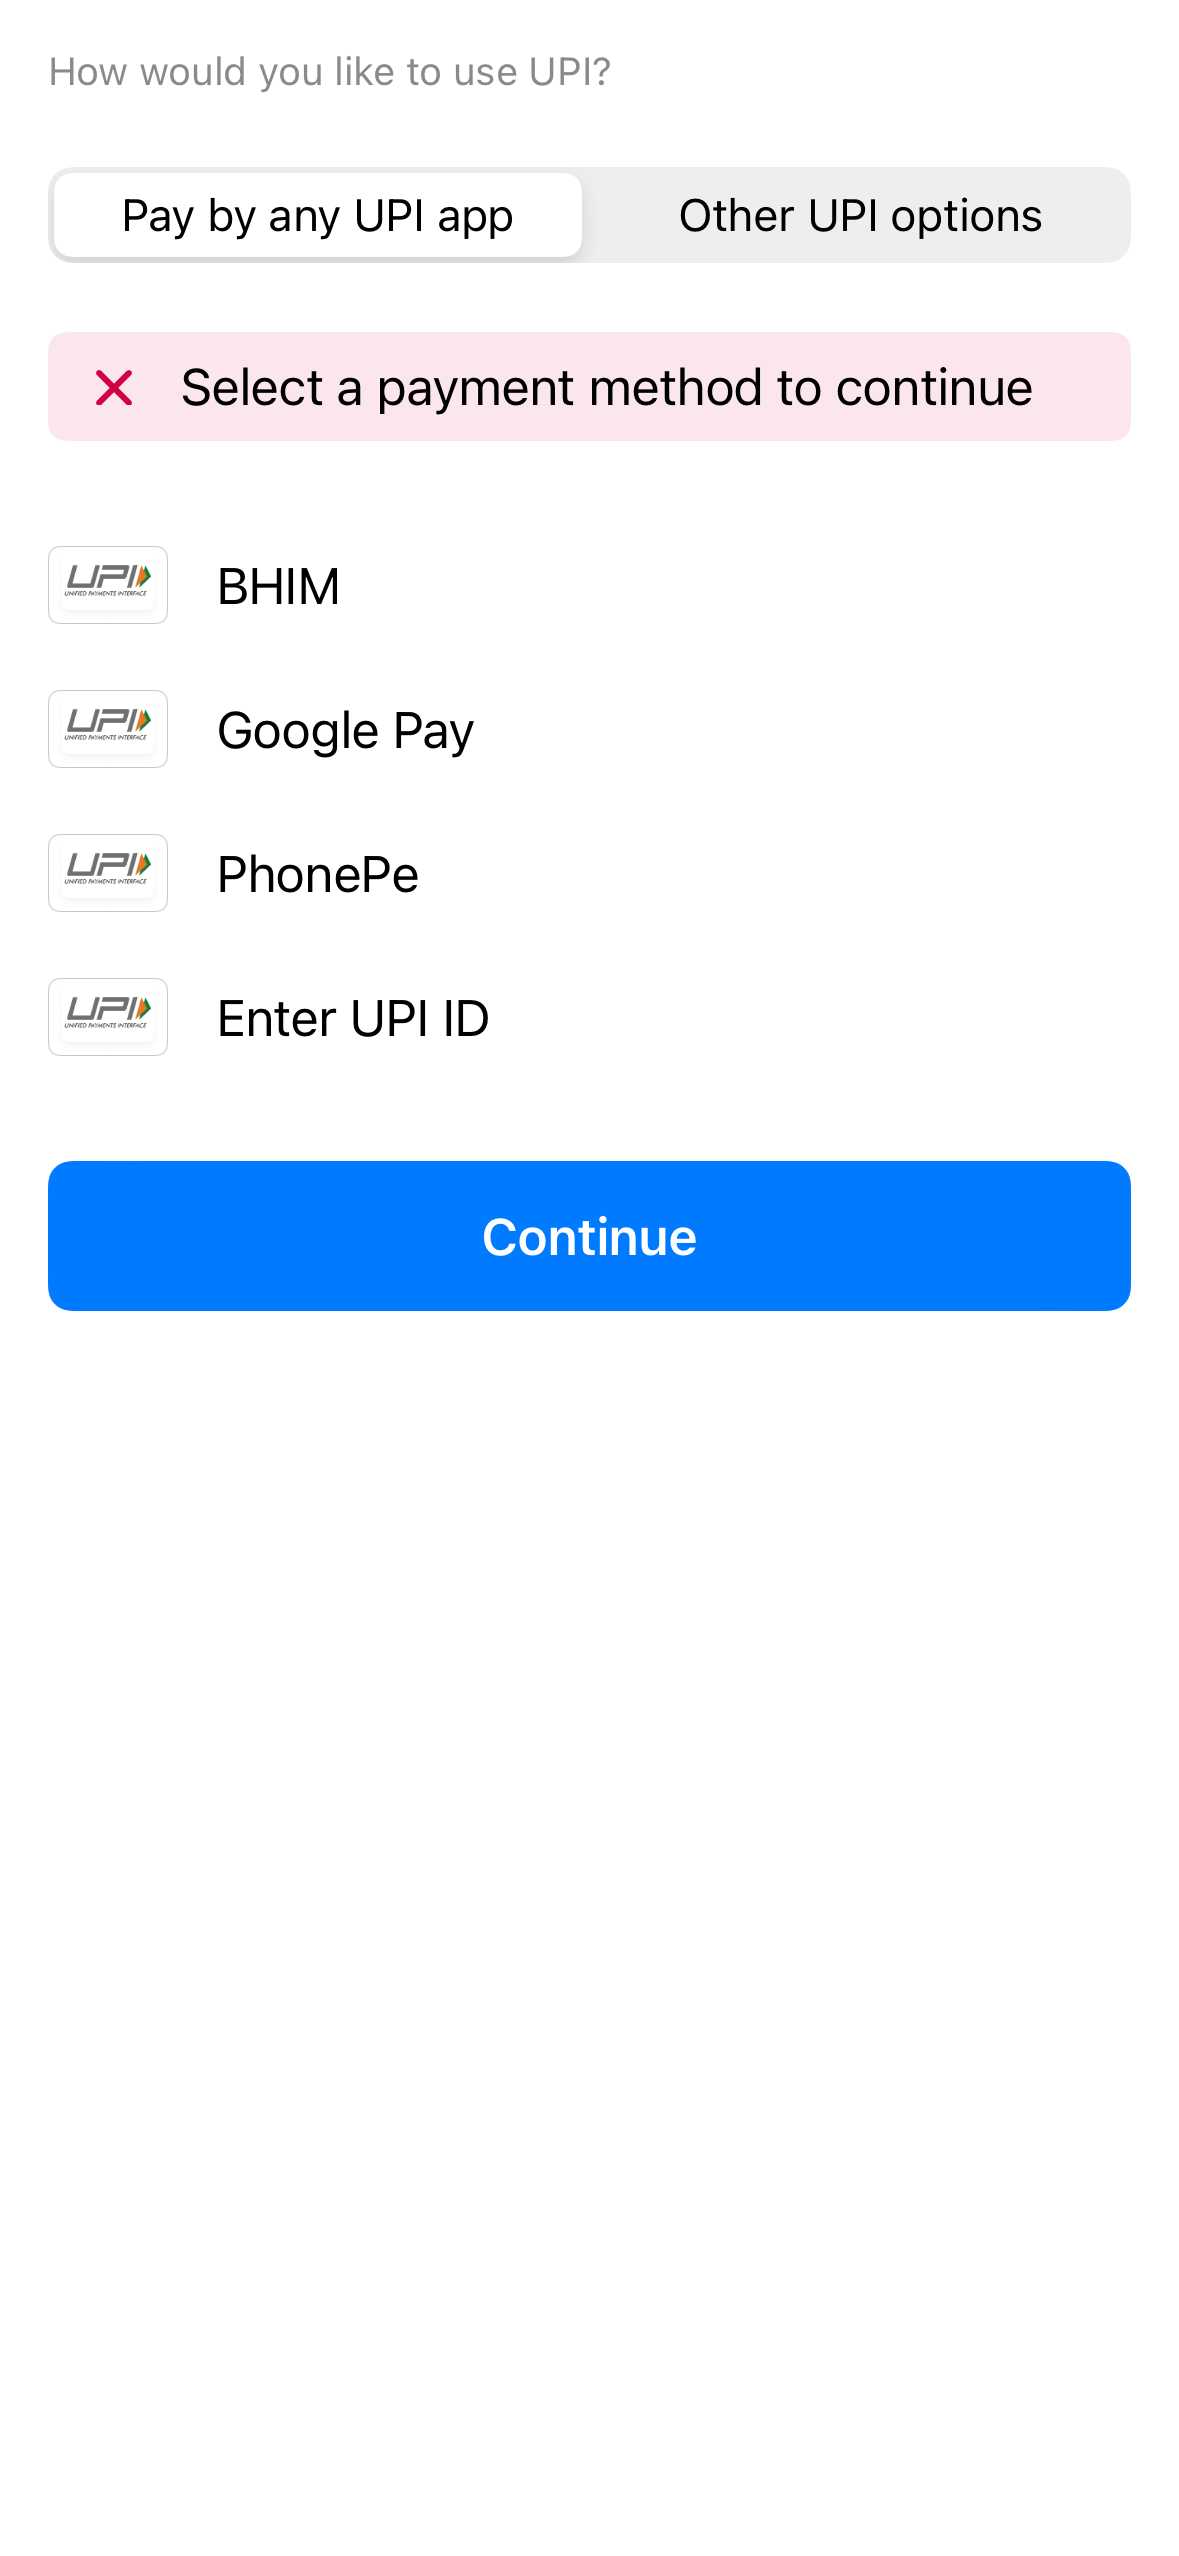 How would you like to use UPI?
Pay by any UPI app
Other UPI options
Select a payment method to continue
UPI
UNIFIED PAYMENTS INTERFACE
BHIM
UPI
UNIFIED PAYMENTS INTERFACE
Google Pay
UPI
UNIFIED PAYMENTS INTERFACE
PhonePe
UPI
UNIFIED PAYMENTS INTERFACE
Enter UPI ID
Continue